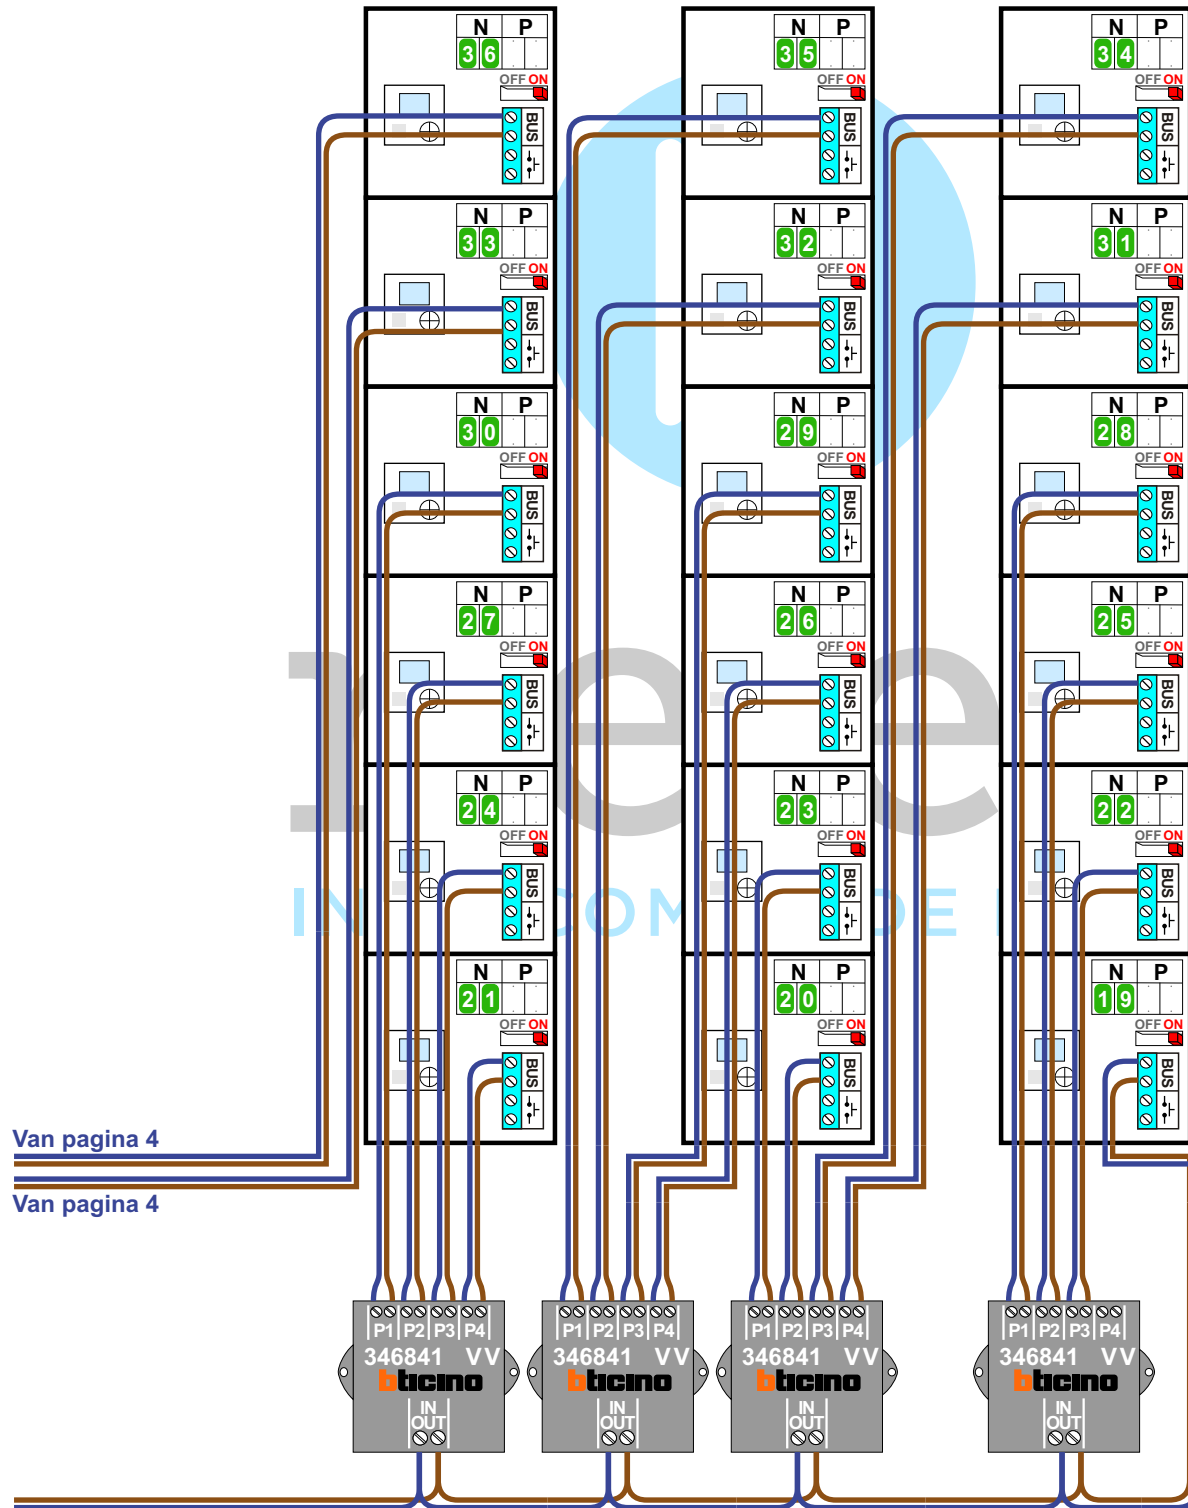 N P N P N P
36 35 34
OFF ON OFF ON OFF ON
BUS BUS BUS
N P N P N P
33 32 31
OFF ON OFF ON OFF ON
BUS BUS BUS
N P N P N P
30 29 28
OFF ON OFF ON OFF ON
BUS BUS BUS
N P N P N P
27 26 25
OFF ON OFF ON OFF ON
BUS BUS BUS
N P N P N P
24 23 22
OFF ON OFF ON OFF ON
BUS BUS BUS
N P N P N P
21 20 19
OFF ON OFF ON OFF ON
BUS BUS BUS
Van pagina 4
Van pagina 4
P1 P2 P3 P4 P1 P2 P3 P4 P1 P2 P3 P4 P1 P2 P3 P4
346841 VV 346841 VV 346841 VV 346841 VV
bticino bticino bticino bticino
IN IN IN IN
OUT OUT OUT OUT